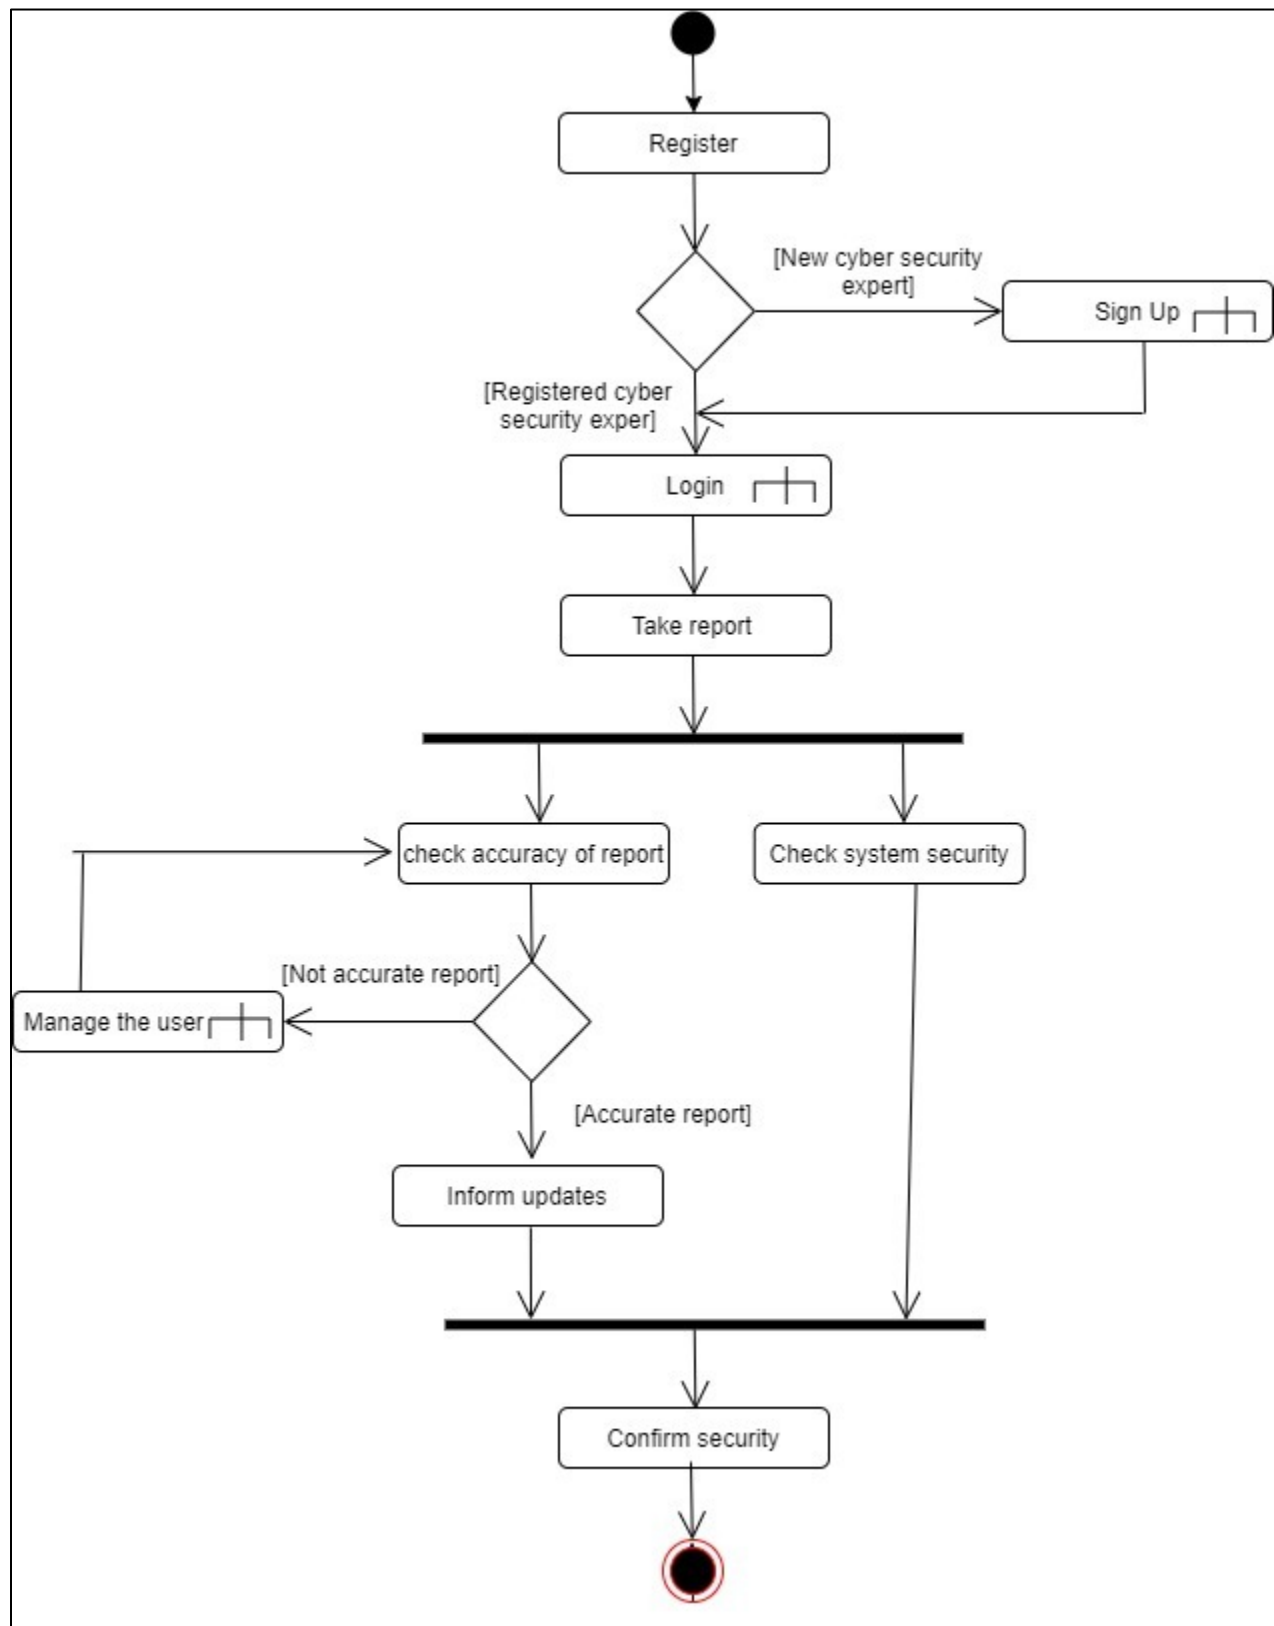 Register
[New cyber security
expert]
Sign Up
[Registered cyber
security exper]
Login
Take report
check accuracy of report
Check system security
[Not accurate report]
Manage the user
[Accurate report]
Inform updates
Confirm security